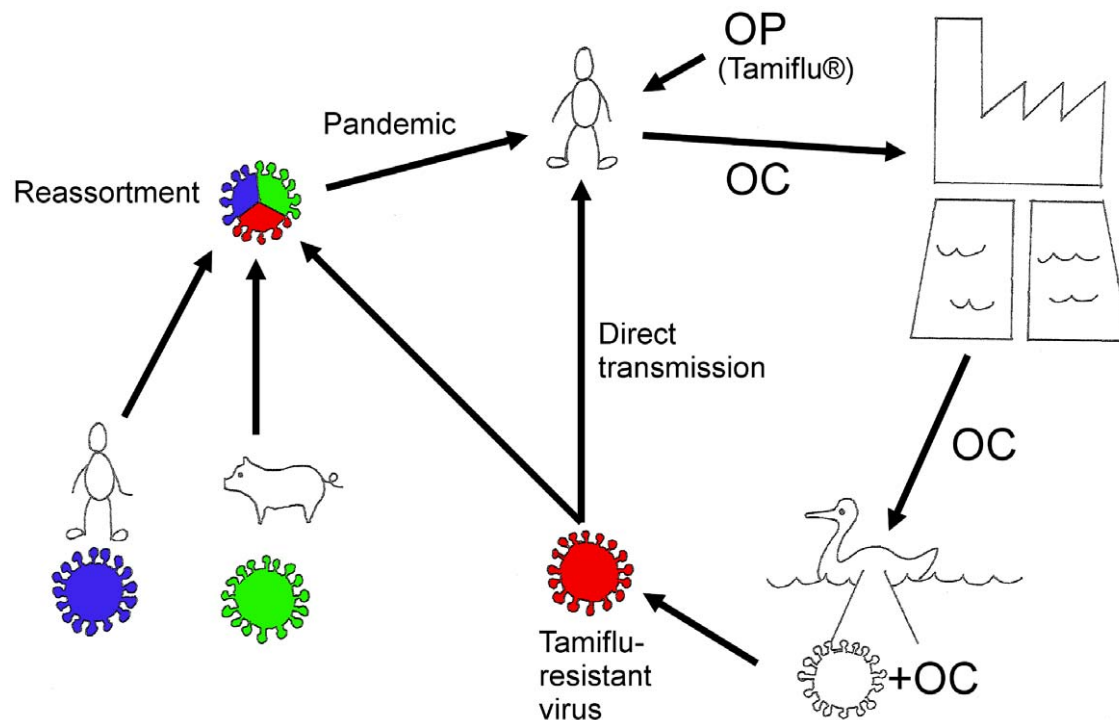 OP
(Tamiflu®)
Pandemic
OC
Reassortment
Direct
transmission
OC
Tamiflu-
resistant
virus
+OC